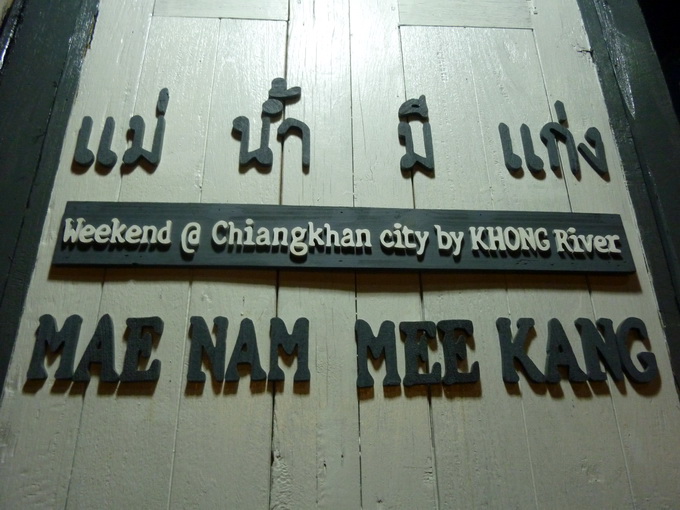 แม่ น้ำ มี แก่ง
Weekend @ Chiangkhan city by KHONG River
MAE NAM MEE KANG